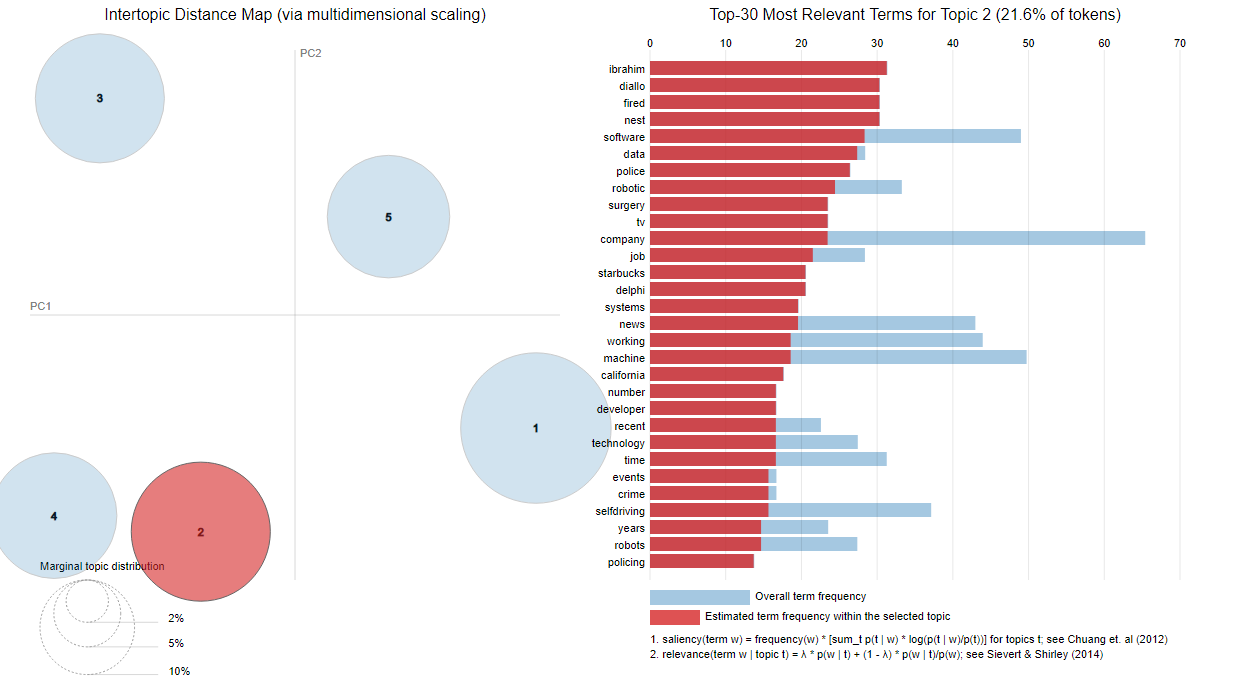 Intertopic Distance Map (via multidimensional scaling)
PC2
PC1
3
5
1
4
2
Marginal topic distribution
2%
5%
10%
Top-30 Most Relevant Terms for Topic 2 (21.6% of tokens)
0 10 20 30 40 50 60 70
ibrahim
diallo
fired
nest
software
data
police
robotic
surgery
tv
company
job
starbucks
delphi
systems
news
working
machine
california
number
developer
recent
technology
time
events
crime
selfdriving
years
robots
policing
Overall term frequency
Estimated term frequency within the selected topic
1. saliency(term w) = frequency(w) * [sum_t p(t | w) * log(p(t | w)/p(t))] for topics t; see Chuang et. al (2012)
2. relevance(term w | topic t) = λ * p(w | t) + (1 - λ) * p(w | t)/p(w); see Sievert & Shirley (2014)